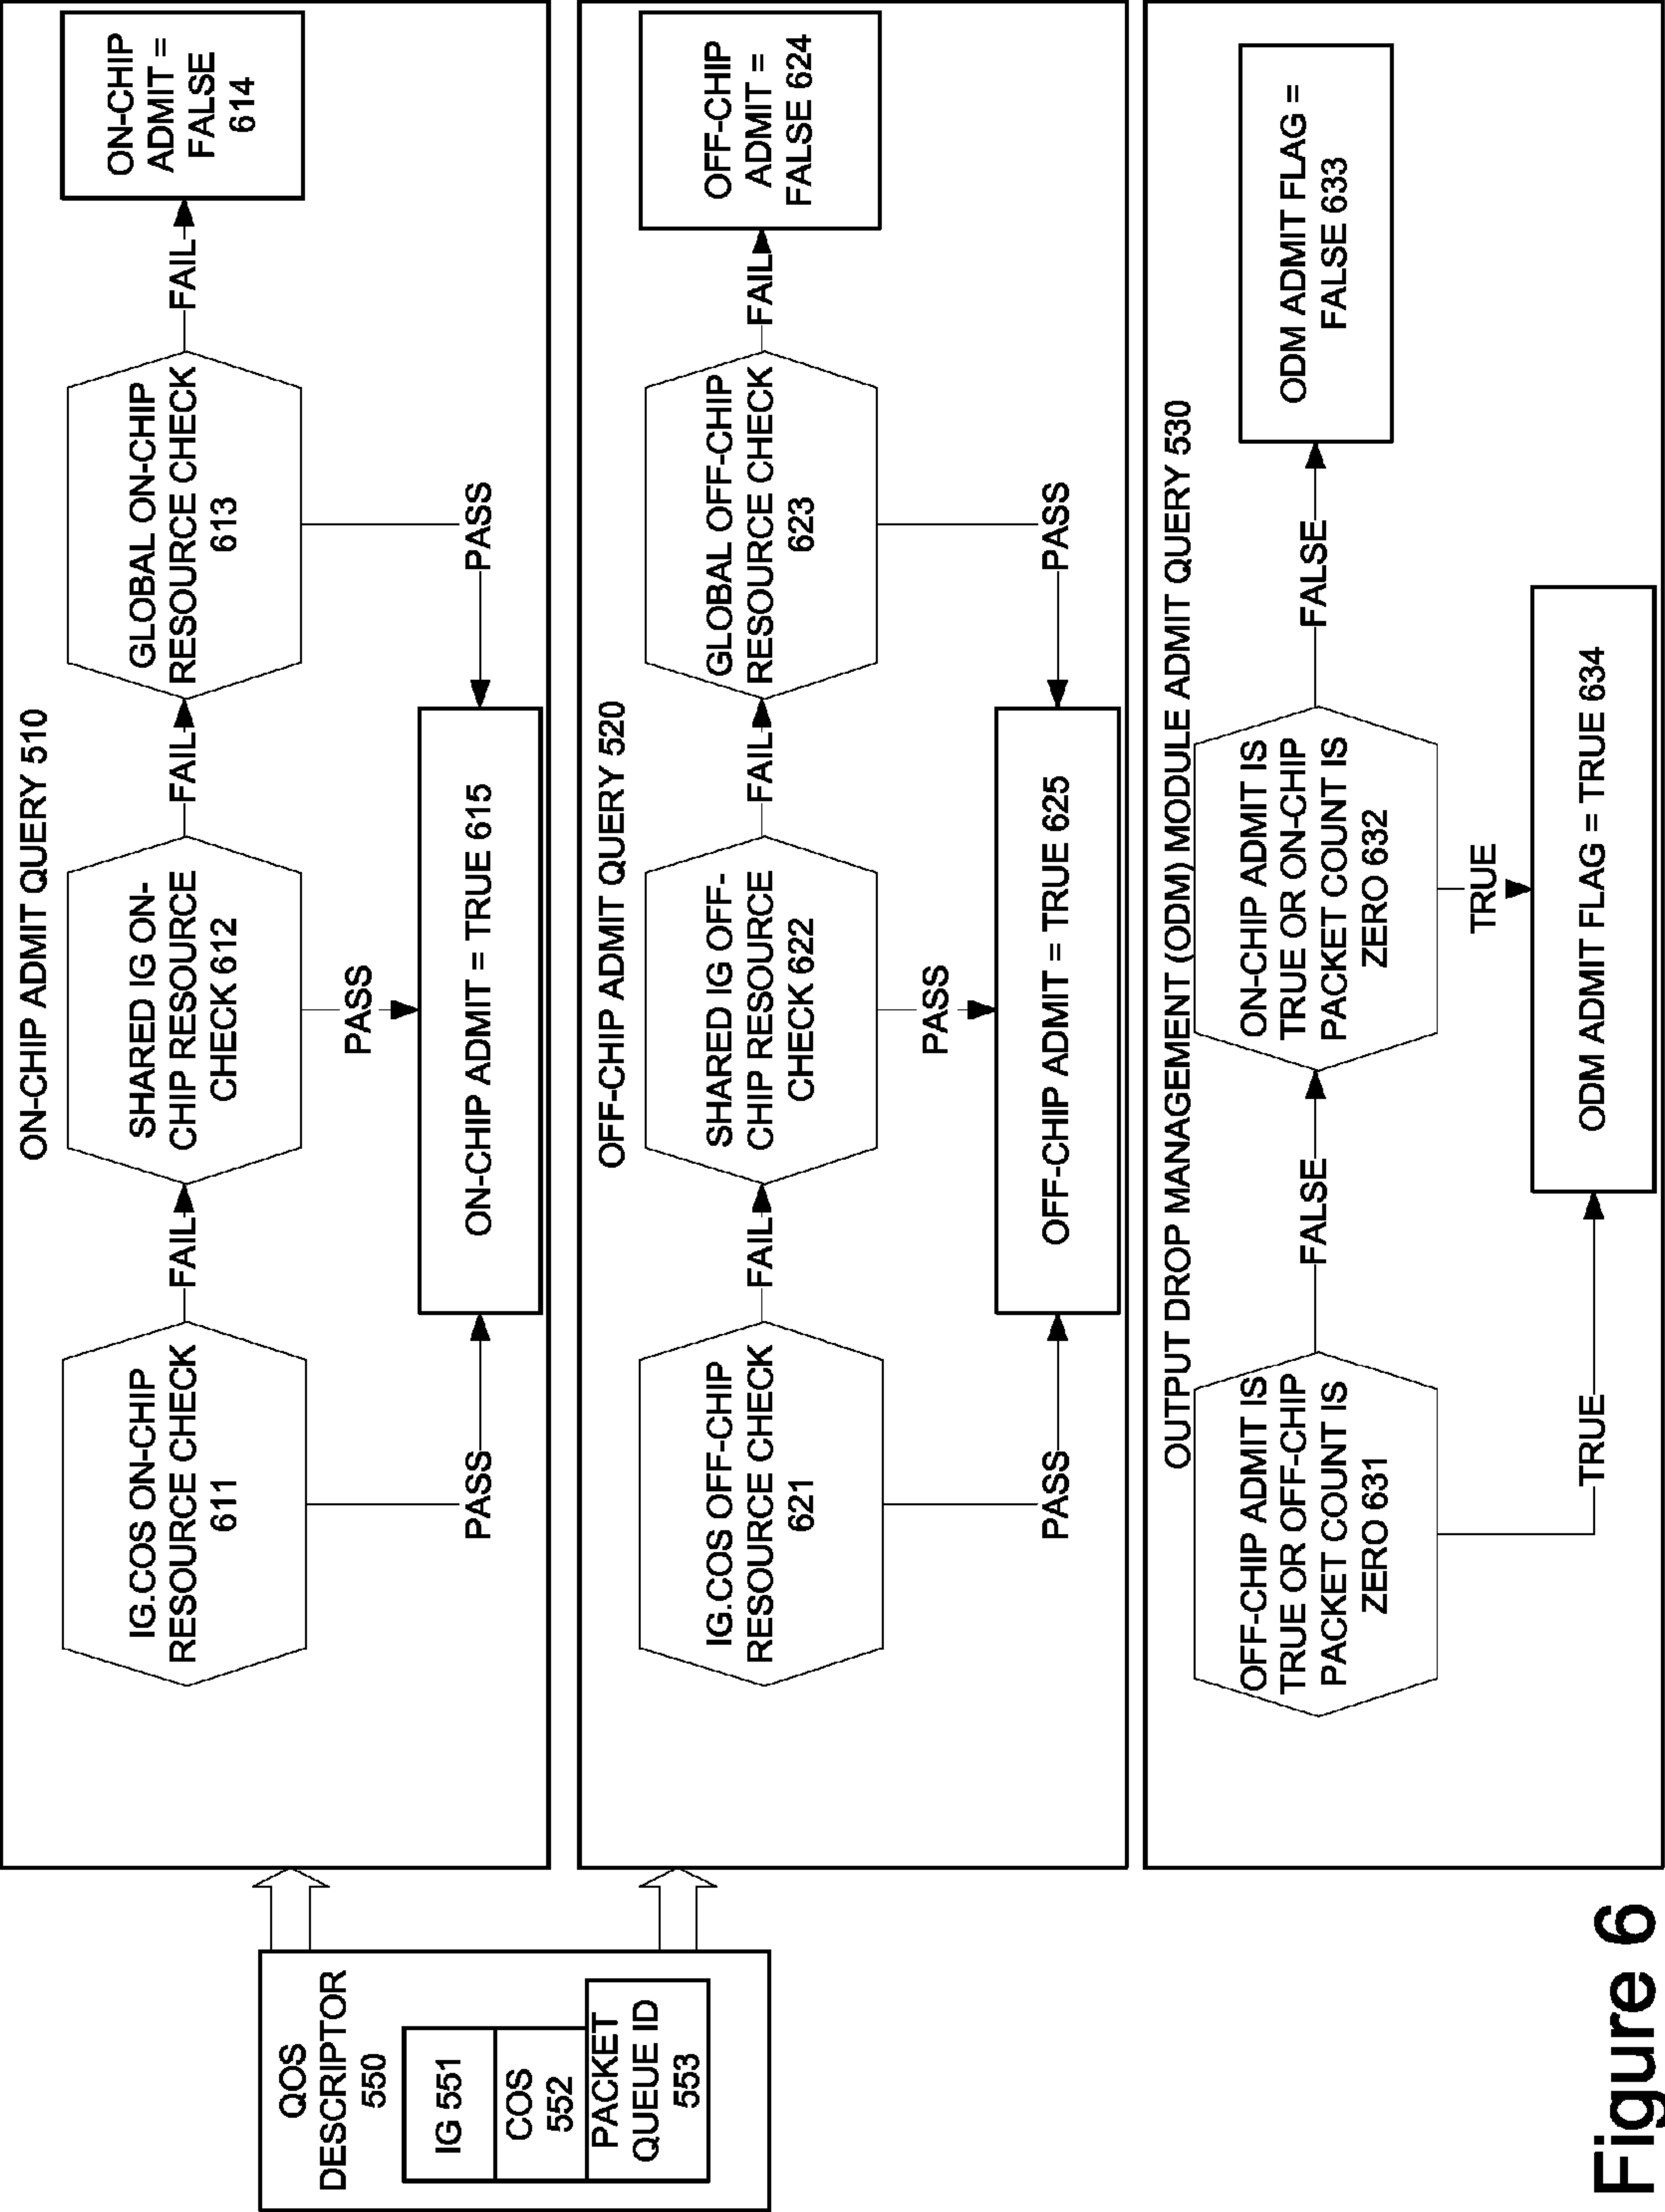 QOS
DESCRIPTOR
550
IG 551
COS
552
PACKET
QUEUE ID
553
ON-CHIP ADMIT QUERY 510
IG.COS ON-CHIP
RESOURCE CHECK
611
FAIL
SHARED IG ON-
CHIP RESOURCE
CHECK 612
FAIL
GLOBAL ON-CHIP
RESOURCE CHECK
613
FAIL
ON-CHIP
ADMIT =
FALSE
614
PASS
PASS
PASS
ON-CHIP ADMIT = TRUE 615
OFF-CHIP ADMIT QUERY 520
IG.COS OFF-CHIP
RESOURCE CHECK
621
FAIL
SHARED IG OFF-
CHIP RESOURCE
CHECK 622
FAIL
GLOBAL OFF-CHIP
RESOURCE CHECK
623
FAIL
OFF-CHIP
ADMIT =
FALSE 624
PASS
PASS
PASS
OFF-CHIP ADMIT = TRUE 625
OUTPUT DROP MANAGEMENT (ODM) MODULE ADMIT QUERY 530
OFF-CHIP ADMIT IS
TRUE OR OFF-CHIP
PACKET COUNT IS
ZERO 631
FALSE
ON-CHIP ADMIT IS
TRUE OR ON-CHIP
PACKET COUNT IS
ZERO 632
FALSE
ODM ADMIT FLAG =
FALSE 633
TRUE
TRUE
ODM ADMIT FLAG = TRUE 634
Figure 6